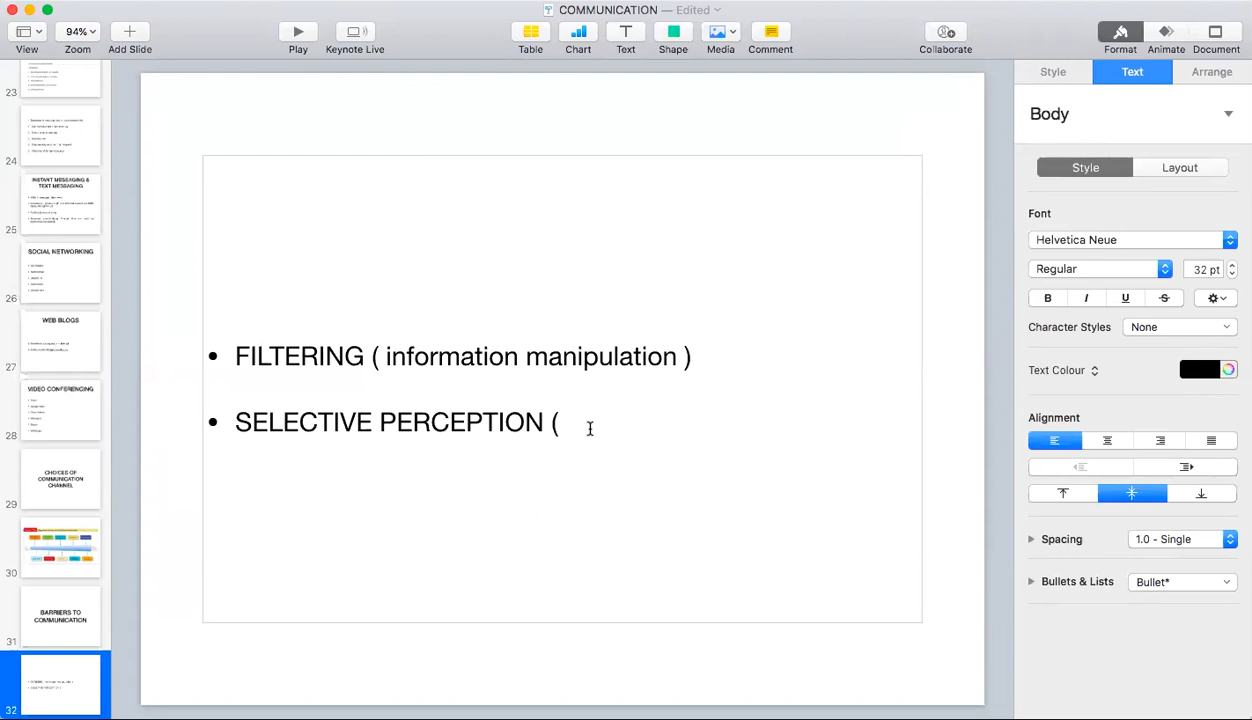 COMMUNICATION — Edited
94%
View
Zoom
Add Slide
Play
Keynote Live
Table
Chart
Text
Shape
Media
Comment
Collaborate
Format
Animate
Document
23
24
INSTANT MESSAGING &
TEXT MESSAGING
25
SOCIAL NETWORKING
26
WEB BLOGS
27
VIDEO CONFERENCING
28
CHOICES OF
COMMUNICATION
CHANNEL
29
30
BARRIERS TO
COMMUNICATION
31
32
• FILTERING ( information manipulation )
• SELECTIVE PERCEPTION (
Style
Text
Arrange
Body
Style
Layout
Font
Helvetica Neue
Regular
32 pt
B I U S
Character Styles
None
Text Colour
Alignment
Spacing
1.0 - Single
Bullets & Lists
Bullet*